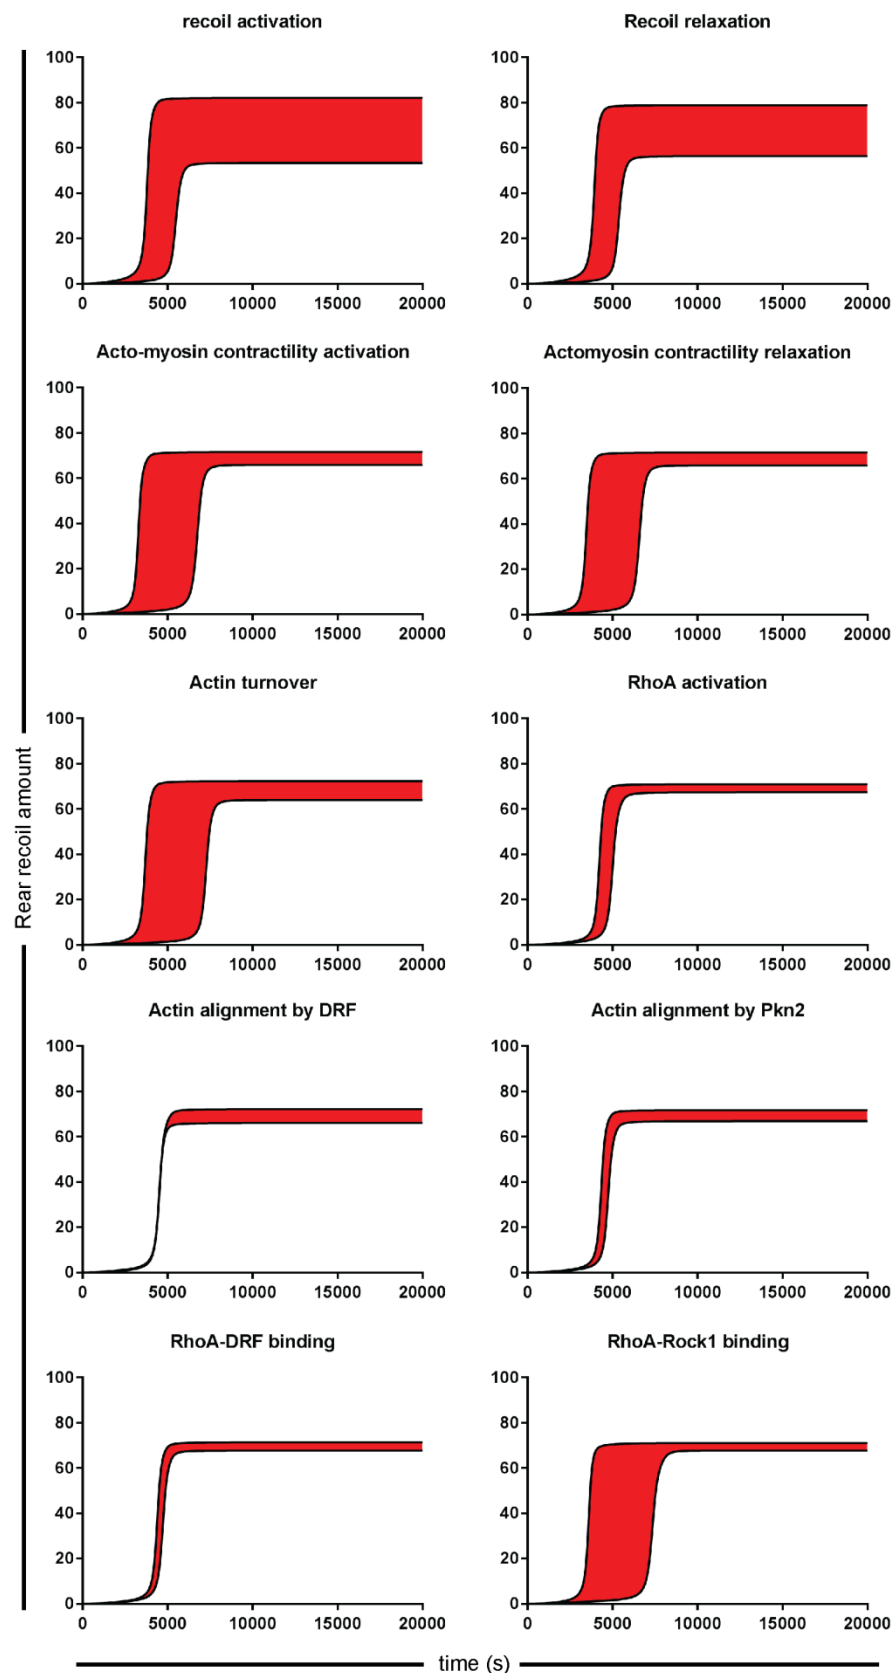 recoil activation
Recoil relaxation
100
80
60
40
20
0
0 5000 10000 15000 20000
100
80
60
40
20
0
0 5000 10000 15000 20000
Acto-myosin contractility activation
Actomyosin contractility relaxation
100
80
60
40
20
0
0 5000 10000 15000 20000
100
80
60
40
20
0
0 5000 10000 15000 20000
Actin turnover
RhoA activation
100
80
60
40
20
0
0 5000 10000 15000 20000
100
80
60
40
20
0
0 5000 10000 15000 20000
Rear recoil amount
Actin alignment by DRF
Actin alignment by Pkn2
100
80
60
40
20
0
0 5000 10000 15000 20000
100
80
60
40
20
0
0 5000 10000 15000 20000
RhoA-DRF binding
RhoA-Rock1 binding
100
80
60
40
20
0
0 5000 10000 15000 20000
100
80
60
40
20
0
0 5000 10000 15000 20000
time (s)